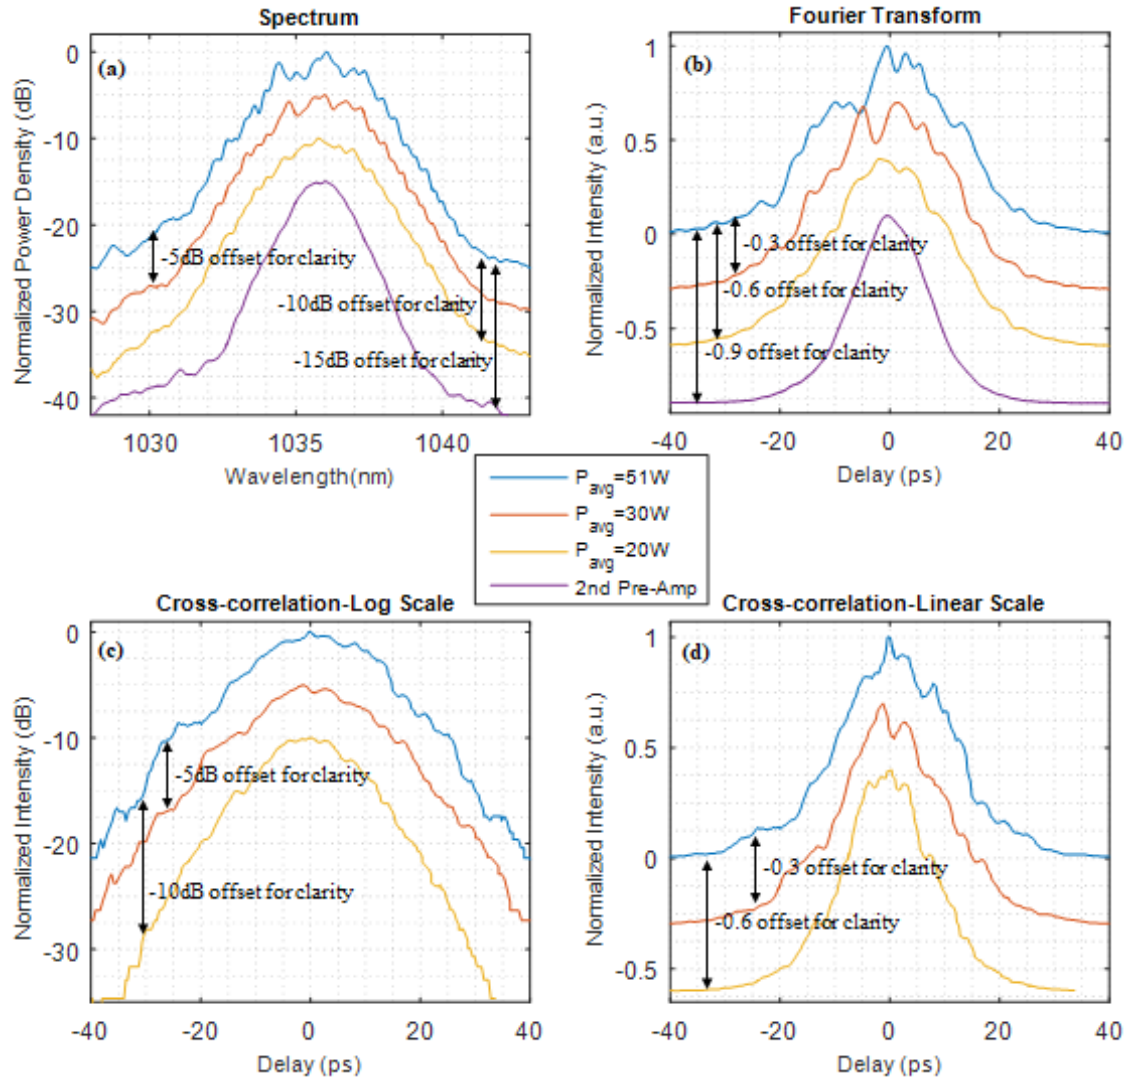 Spectrum
(a)
Normalized Power Density (dB)
0
-10
-20
-30
-40
-5dB offset for clarity
-10dB offset for clarity
-15dB offset for clarity
1030
1035
1040
Wavelength(nm)
Fourier Transform
(b)
Normalized Intensity (a.u.)
1
0.5
0
-0.5
-0.3 offset for clarity
-0.6 offset for clarity
-0.9 offset for clarity
-40
-20
0
20
40
Delay (ps)
Pavg=51W
Pavg=30W
Pavg=20W
2nd Pre-Amp
Cross-correlation-Log Scale
(c)
Normalized Intensity (dB)
0
-10
-20
-30
-5dB offset for clarity
-10dB offset for clarity
-40
-20
0
20
40
Delay (ps)
Cross-correlation-Linear Scale
(d)
Normalized Intensity (a.u.)
1
0.5
0
-0.5
-0.3 offset for clarity
-0.6 offset for clarity
-40
-20
0
20
40
Delay (ps)